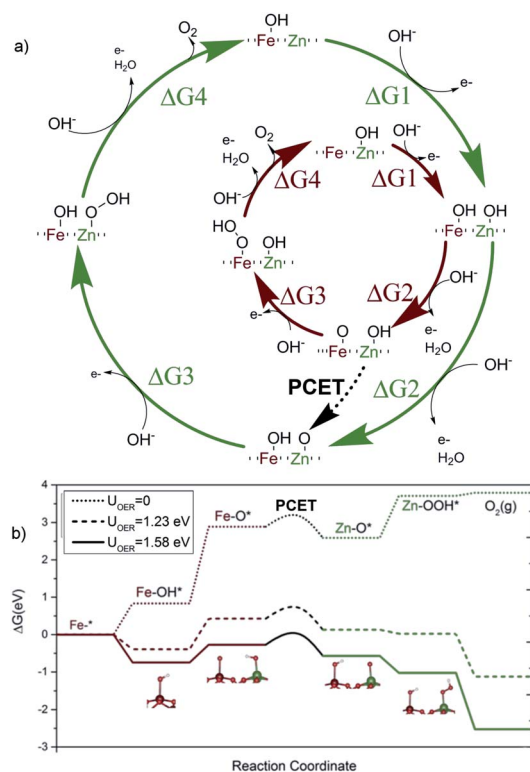 a)
OH
Fe Zn
O2
e-
H2O
OH-
e-
OH-
ΔG4
ΔG1
OH-
e-
H2O
O2
OH
Fe Zn
OH-
e-
ΔG4
ΔG1
OH-
OH O-OH
Fe Zn
HO
O OH
Fe Zn
OH OH
Fe Zn
ΔG3
ΔG2
OH-
e-
H2O
e-
OH-
O OH
Fe Zn
PCET
ΔG3
ΔG2
e-
OH-
OH-
e-
H2O
OH O
Fe Zn
b)
UOER=0
UOER=1.23 eV
UOER=1.58 eV
PCET
Fe-*
Fe-OH*
Fe-O*
Zn-O*
Zn-OOH*
O2(g)
4
3
2
1
0
-1
-2
-3
ΔG(eV)
Reaction Coordinate